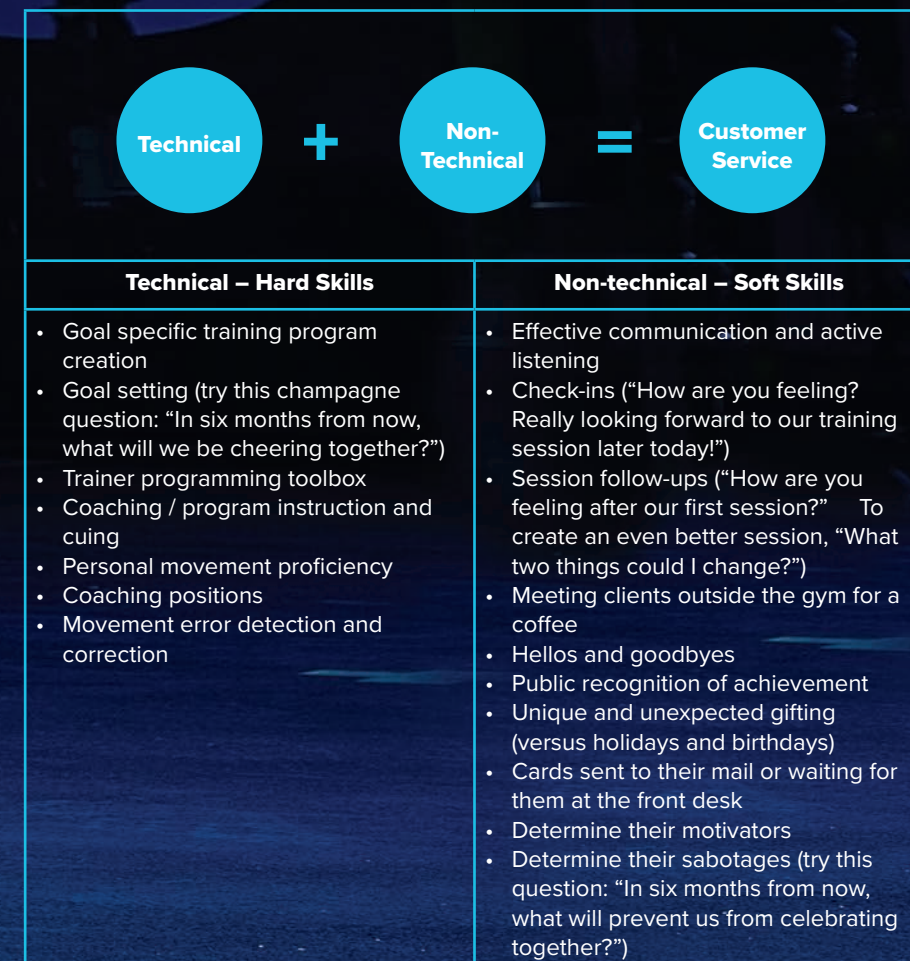 Technical
+
Non-
Technical
=
Customer
Service
Technical – Hard Skills
• Goal specific training program
creation
• Goal setting (try this champagne
question: “In six months from now,
what will we be cheering together?”)
• Trainer programming toolbox
• Coaching / program instruction and
cuing
• Personal movement proficiency
• Coaching positions
• Movement error detection and
correction
Non-technical – Soft Skills
• Effective communication and active
listening
• Check-ins (“How are you feeling?
Really looking forward to our training
session later today!”)
• Session follow-ups (“How are you
feeling after our first session?” To
create an even better session, “What
two things could I change?”)
• Meeting clients outside the gym for a
coffee
• Hellos and goodbyes
• Public recognition of achievement
• Unique and unexpected gifting
(versus holidays and birthdays)
• Cards sent to their mail or waiting for
them at the front desk
• Determine their motivators
• Determine their sabotages (try this
question: “In six months from now,
what will prevent us from celebrating
together?”)